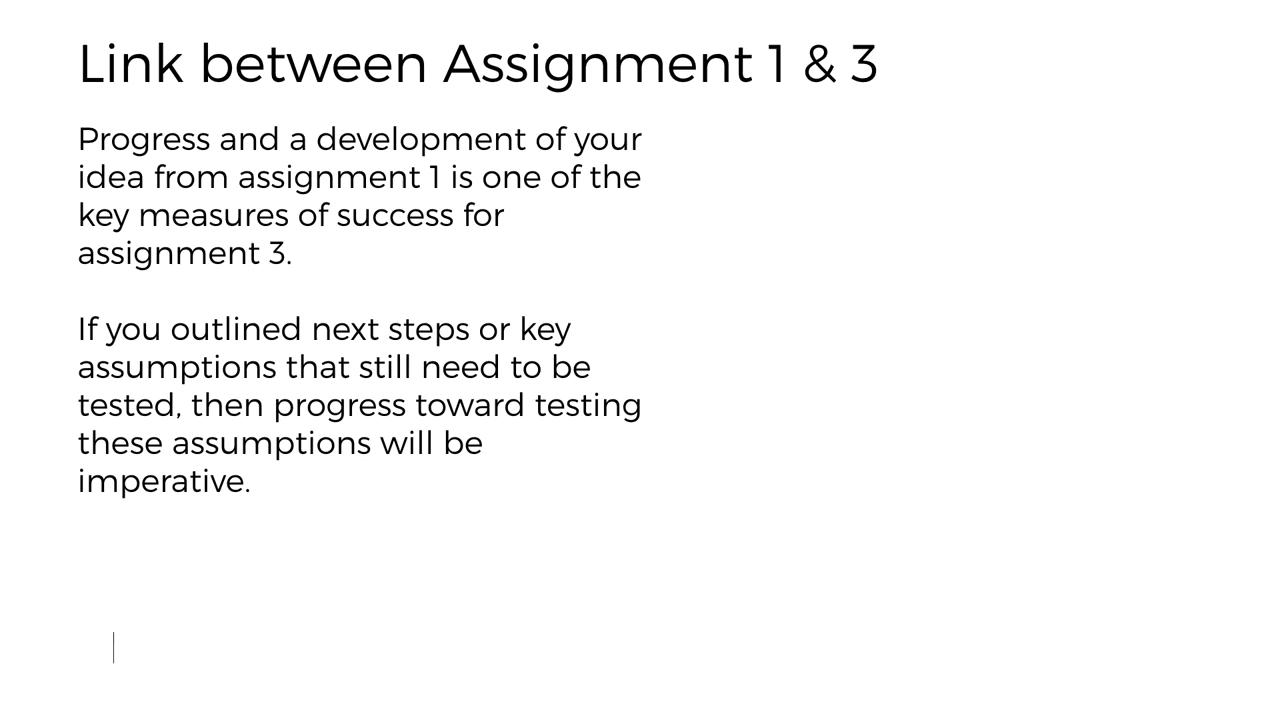 Link between Assignment 1 & 3
Progress and a development of your
idea from assignment 1 is one of the
key measures of success for
assignment 3.
If you outlined next steps or key
assumptions that still need to be
tested, then progress toward testing
these assumptions will be
imperative.